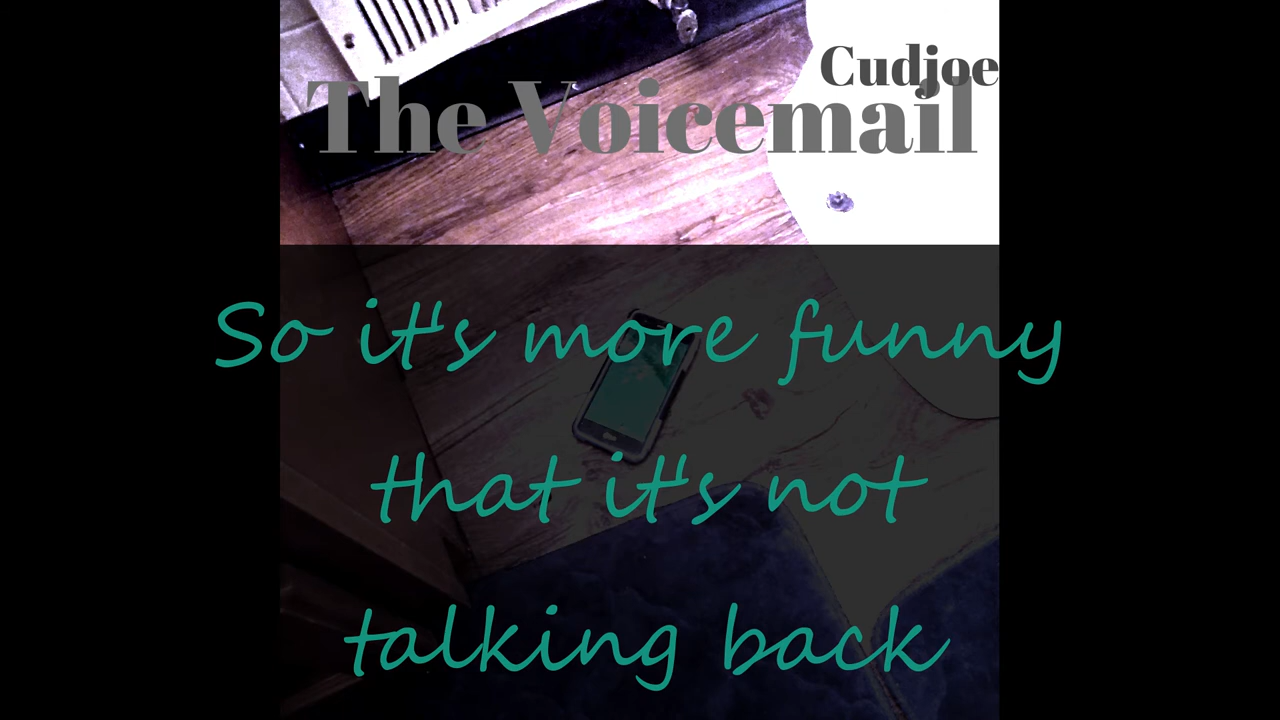 Cudjoe
The Voicemail
So it's more funny
that it's not
talking back